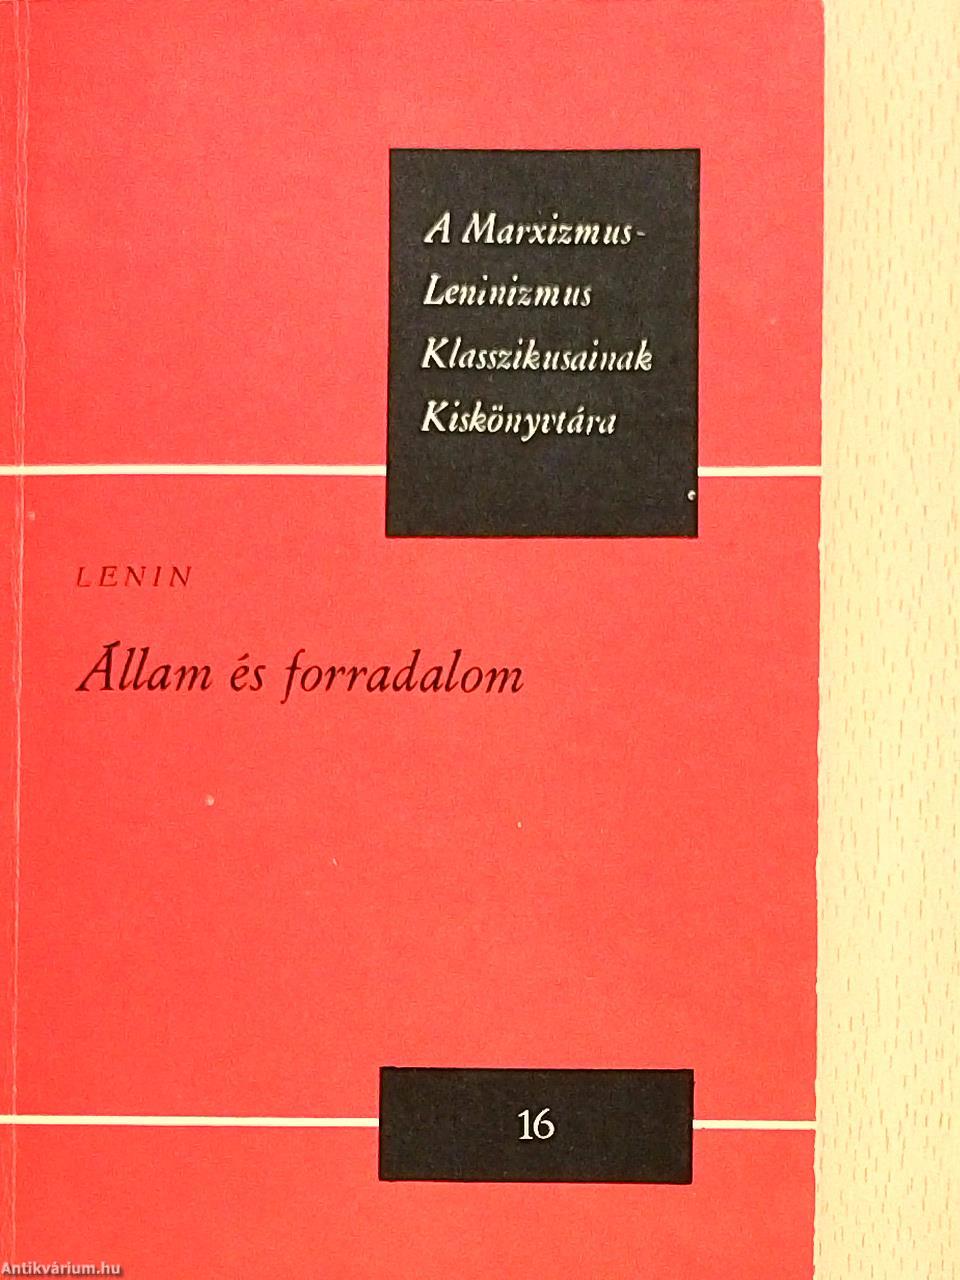 A Marxizmus-
Leninizmus
Klasszikusainak
Kiskönyvtára
LENIN
Állam és forradalom
16
Antikvárium.hu